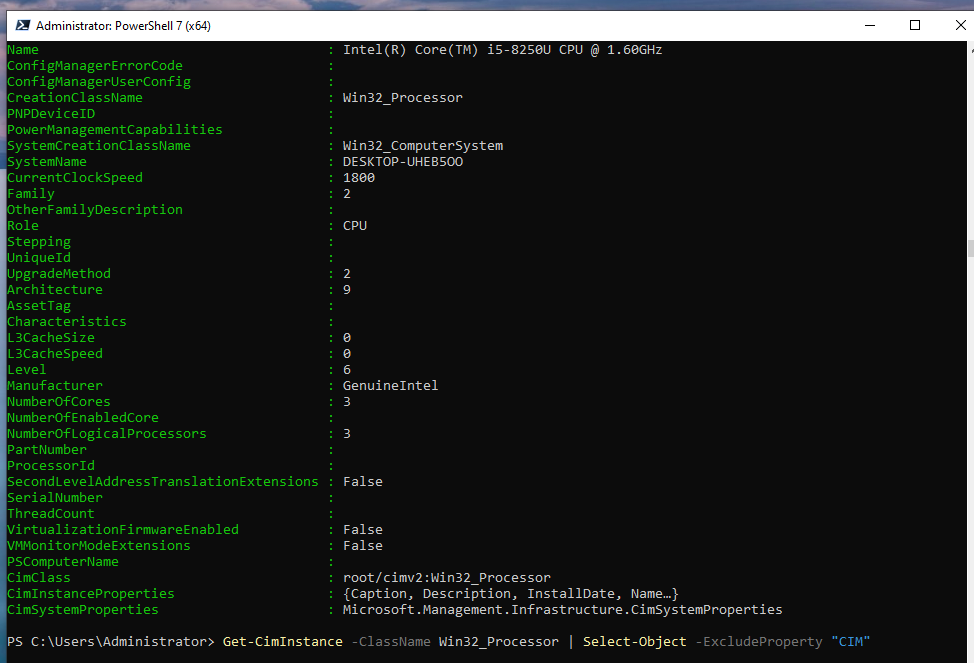 Administrator: PowerShell 7 (x64)
Name : Intel(R) Core(TM) i5-8250U CPU @ 1.60GHz
ConfigManagerErrorCode :
ConfigManagerUserConfig :
CreationClassName : Win32_Processor
PNPDeviceID :
PowerManagementCapabilities :
SystemCreationClassName : Win32_ComputerSystem
SystemName : DESKTOP-UHEB5OO
CurrentClockSpeed : 1800
Family : 2
OtherFamilyDescription :
Role : CPU
Stepping :
UniqueId :
UpgradeMethod : 2
Architecture : 9
AssetTag :
Characteristics :
L3CacheSize : 0
L3CacheSpeed : 0
Level : 6
Manufacturer : GenuineIntel
NumberOfCores : 3
NumberOfEnabledCore :
NumberOfLogicalProcessors : 3
PartNumber :
ProcessorId :
SecondLevelAddressTranslationExtensions : False
SerialNumber :
ThreadCount :
VirtualizationFirmwareEnabled : False
VMMonitorModeExtensions : False
PSComputerName :
CimClass : root/cimv2:Win32_Processor
CimInstanceProperties : {Caption, Description, InstallDate, Name…}
CimSystemProperties : Microsoft.Management.Infrastructure.CimSystemProperties
PS C:\Users\Administrator> Get-CimInstance -ClassName Win32_Processor | Select-Object -ExcludeProperty "CIM"